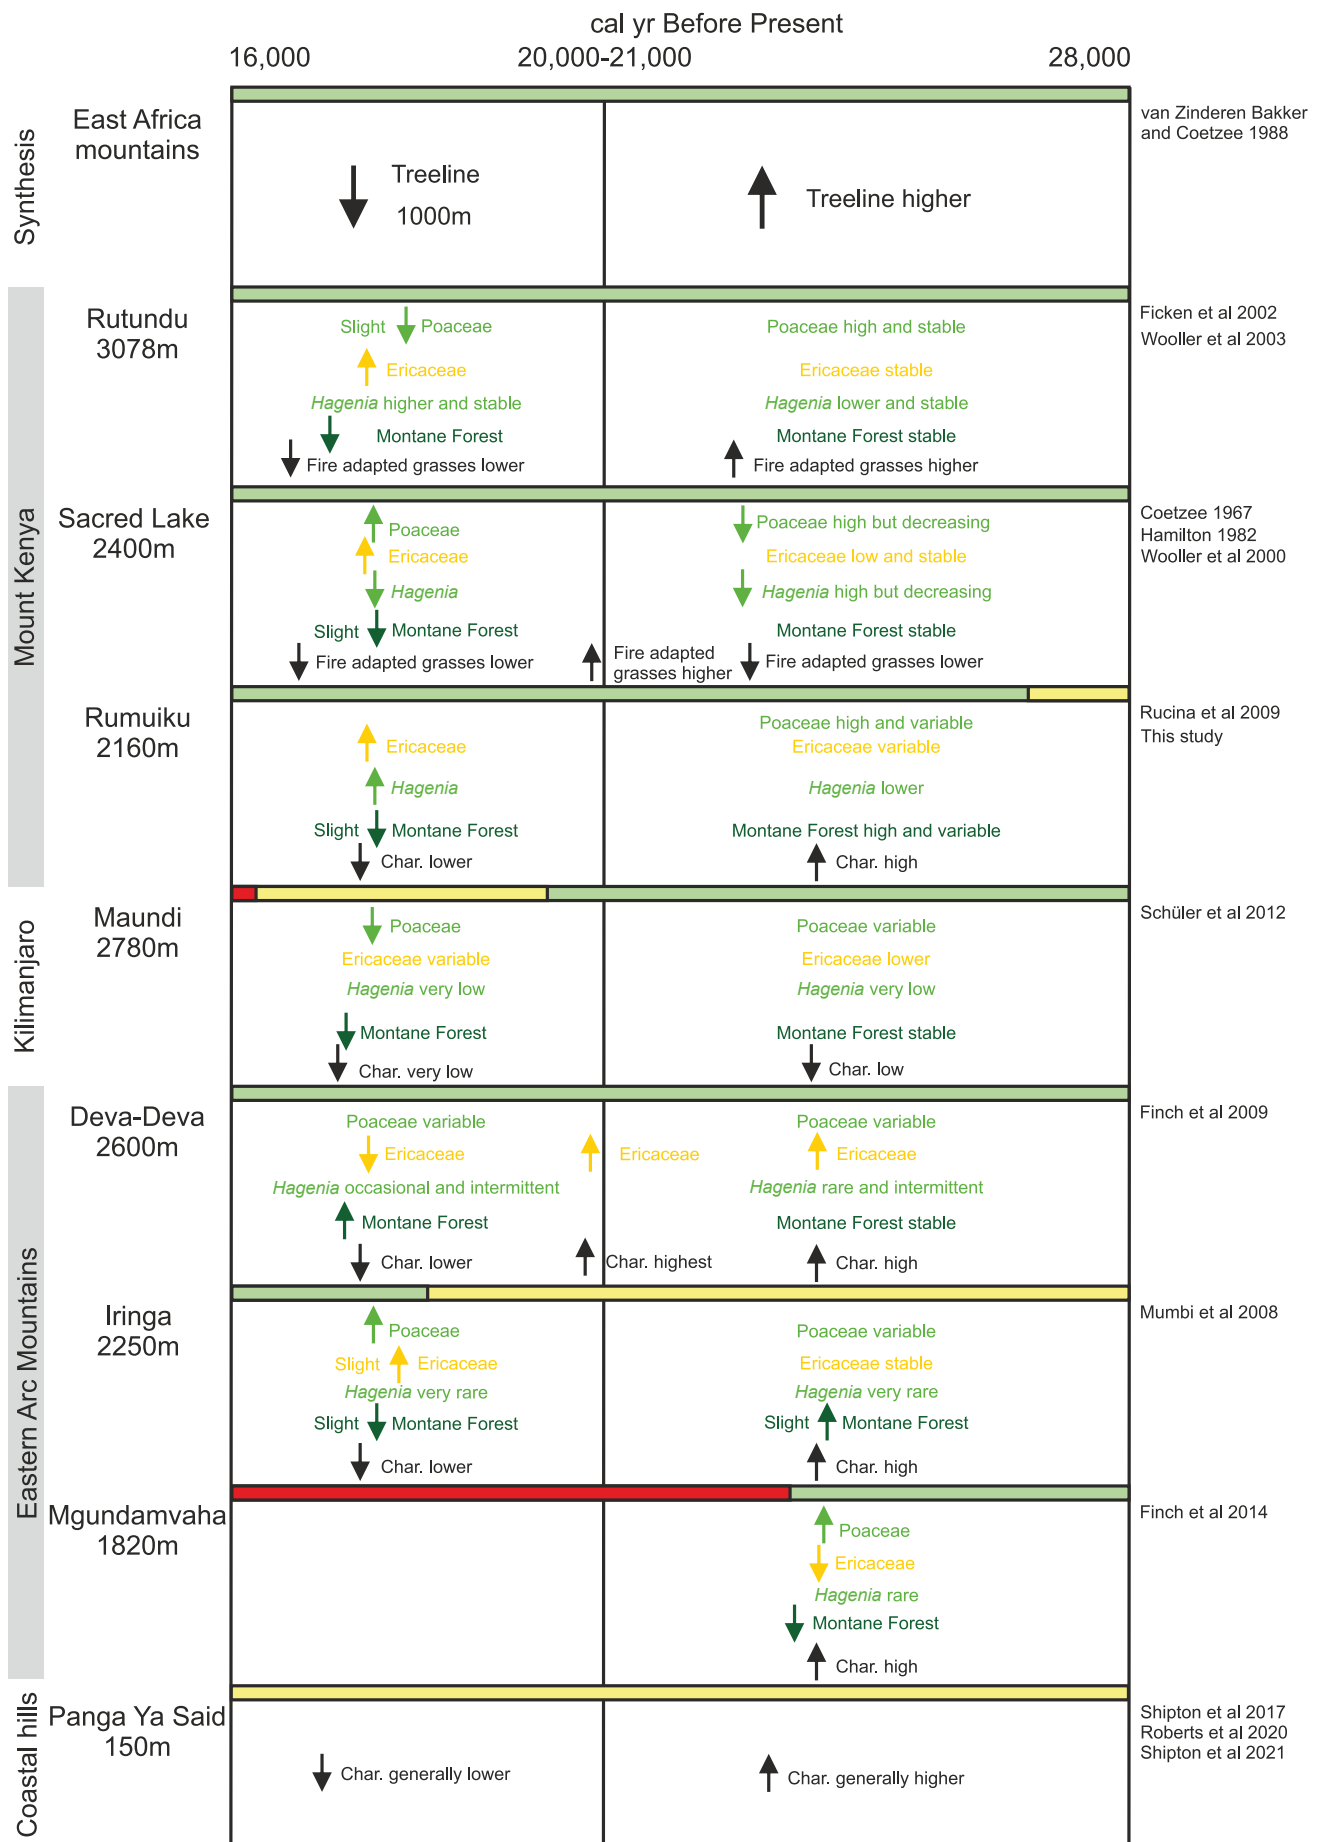 cal yr Before Present
16,000
20,000-21,000
28,000
Synthesis
East Africa
mountains
Treeline
1000m
Treeline higher
van Zinderen Bakker
and Coetzee 1988
Mount Kenya
Rutundu
3078m
Slight
Poaceae
Ericaceae
Hagenia higher and stable
Montane Forest
Fire adapted grasses lower
Poaceae high and stable
Ericaceae stable
Hagenia lower and stable
Montane Forest stable
Fire adapted grasses higher
Ficken et al 2002
Wooller et al 2003
Sacred Lake
2400m
Poaceae
Ericaceae
Hagenia
Slight
Montane Forest
Fire adapted grasses lower
Fire adapted
grasses higher
Poaceae high but decreasing
Ericaceae low and stable
Hagenia high but decreasing
Montane Forest stable
Fire adapted grasses lower
Coetzee 1967
Hamilton 1982
Wooller et al 2000
Rumuiku
2160m
Ericaceae
Hagenia
Slight
Montane Forest
Char. lower
Poaceae high and variable
Ericaceae variable
Hagenia lower
Montane Forest high and variable
Char. high
Rucina et al 2009
This study
Kilimanjaro
Maundi
2780m
Poaceae
Ericaceae variable
Hagenia very low
Montane Forest
Char. very low
Poaceae variable
Ericaceae lower
Hagenia very low
Montane Forest stable
Char. low
Schüler et al 2012
Eastern Arc Mountains
Deva-Deva
2600m
Poaceae variable
Ericaceae
Hagenia occasional and intermittent
Montane Forest
Char. lower
Ericaceae
Char. highest
Poaceae variable
Ericaceae
Hagenia rare and intermittent
Montane Forest stable
Char. high
Finch et al 2009
Iringa
2250m
Poaceae
Slight
Ericaceae
Hagenia very rare
Slight
Montane Forest
Char. lower
Poaceae variable
Ericaceae stable
Hagenia very rare
Slight
Montane Forest
Char. high
Mumbi et al 2008
Mgundamvaha
1820m
Poaceae
Ericaceae
Hagenia rare
Montane Forest
Char. high
Finch et al 2014
Coastal hills
Panga Ya Said
150m
Char. generally lower
Char. generally higher
Shipton et al 2017
Roberts et al 2020
Shipton et al 2021